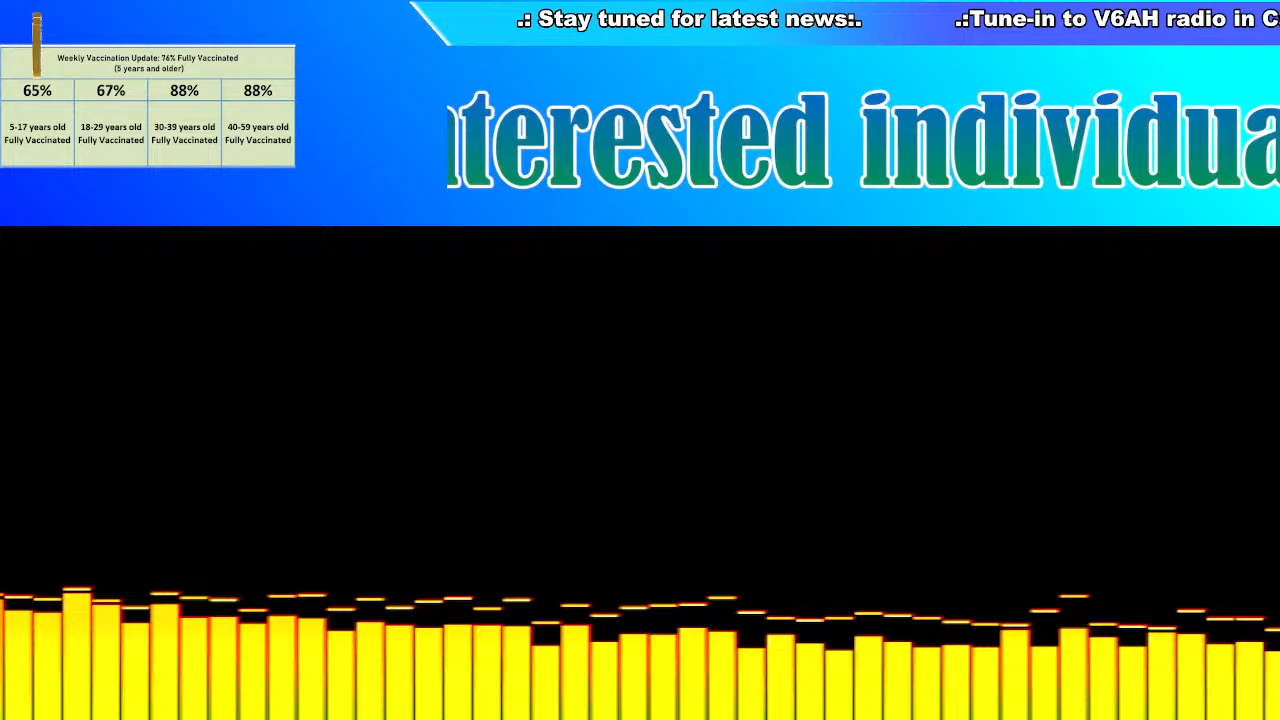 .: Stay tuned for latest news:.
.:Tune-in to V6AH radio in
Weekly Vaccination Update: 76% Fully Vaccinated
(5 years and older)
65% 67% 88% 88%
5-17 years old 18-29 years old 30-39 years old 40-59 years old
Fully Vaccinated Fully Vaccinated Fully Vaccinated Fully Vaccinated
nterested individua